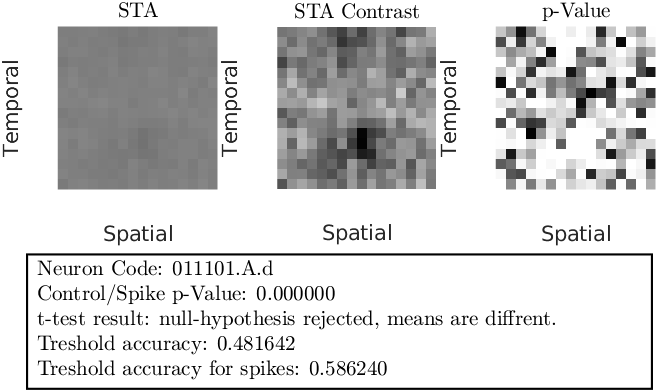 STA
STA Contrast
p-Value
Temporal
Temporal
Temporal
Spatial
Spatial
Spatial
Neuron Code: 011101.A.d
Control/Spike p-Value: 0.000000
t-test result: null-hypothesis rejected, means are diffrent.
Treshold accuracy: 0.481642
Treshold accuracy for spikes: 0.586240